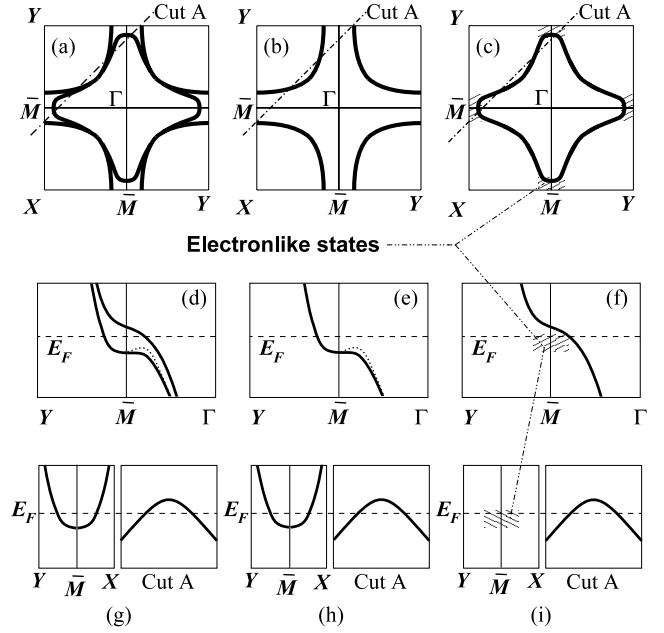 Y Cut A Y Cut A Y Cut A
(a) (b) (c)
Γ Γ Γ
M̄ M̄ M̄
X M̄ Y X M̄ Y X M̄ Y
Electronlike states
(d) (e) (f)
E_F E_F E_F
Y M̄ Γ Y M̄ Γ Y M̄ Γ
E_F E_F E_F
Y M̄ X Cut A Y M̄ X Cut A Y M̄ X Cut A
(g) (h) (i)